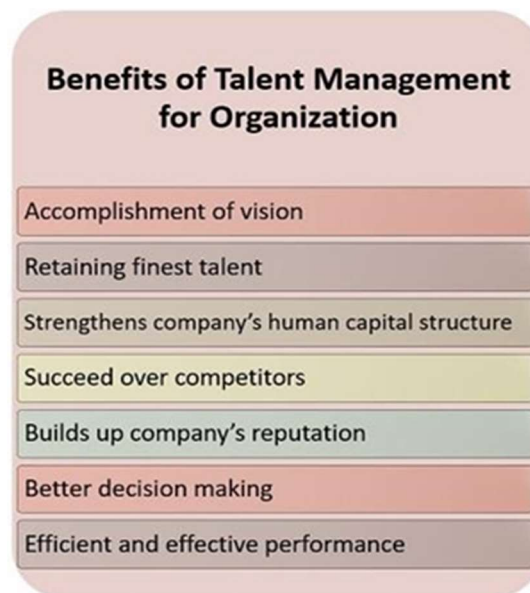 Benefits of Talent Management
for Organization
Accomplishment of vision
Retaining finest talent
Strengthens company's human capital structure
Succeed over competitors
Builds up company's reputation
Better decision making
Efficient and effective performance